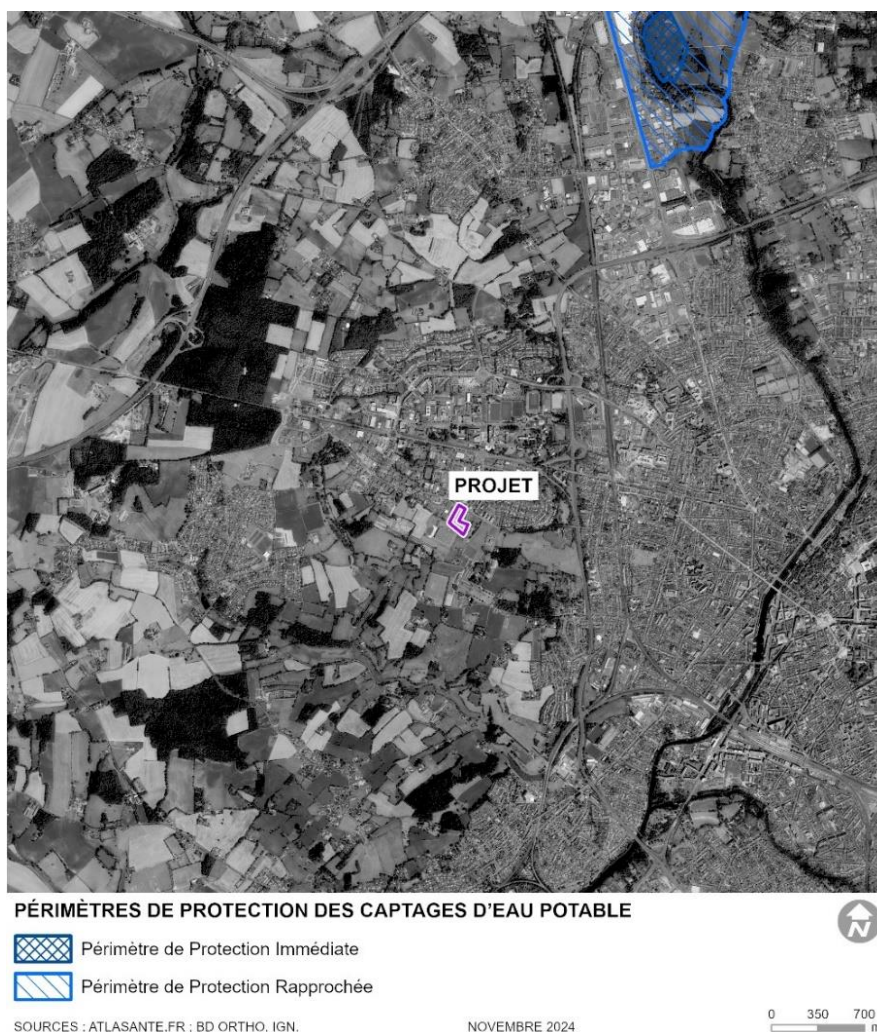 PROJET
PÉRIMÈTRES DE PROTECTION DES CAPTAGES D'EAU POTABLE
N
Périmètre de Protection Immédiate
Périmètre de Protection Rapprochée
0 350 700
m
SOURCES : ATLASANTE.FR ; BD ORTHO, IGN.
NOVEMBRE 2024